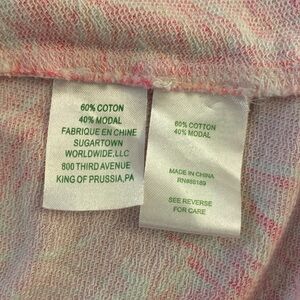 60% COTTON
40% MODAL
FABRIQUE EN CHINE
SUGARTOWN
WORLDWIDE, LLC
800 THIRD AVENUE
KING OF PRUSSIA, PA
60% COTTON
40% MODAL
MADE IN CHINA
RN#88189
SEE REVERSE
FOR CARE